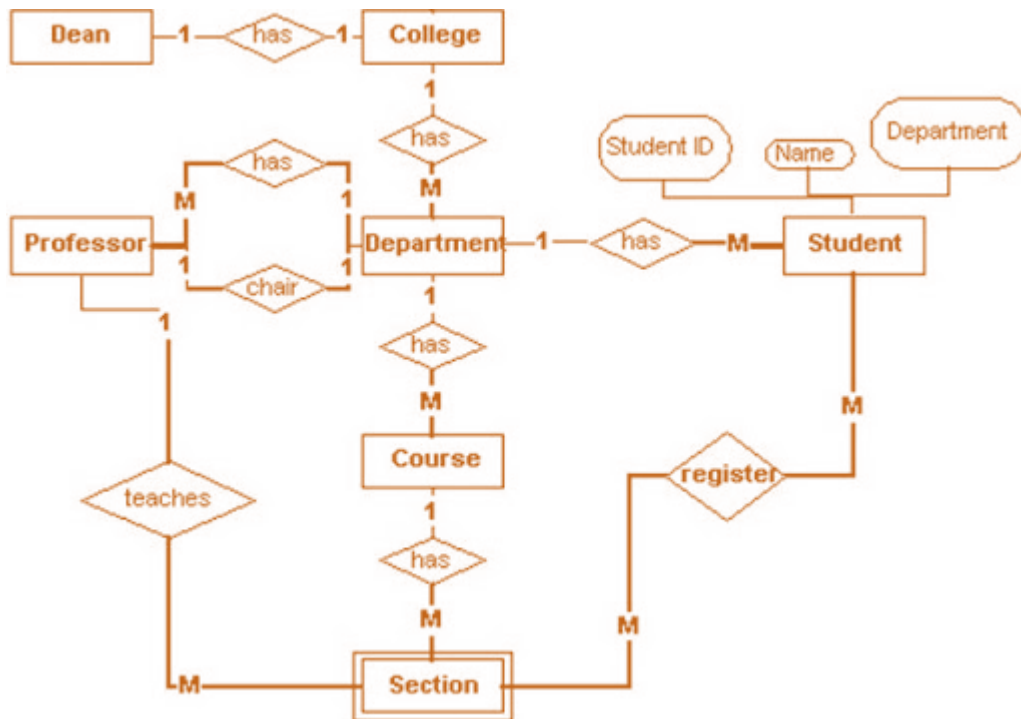 Dean 1 has 1 College
1
has
M
Student ID
Name
Department
has
M
1
Professor
Department 1 has M Student
1
chair
1
1
1
has
M
M
Course
register
teaches
1
has
M
M
M
Section